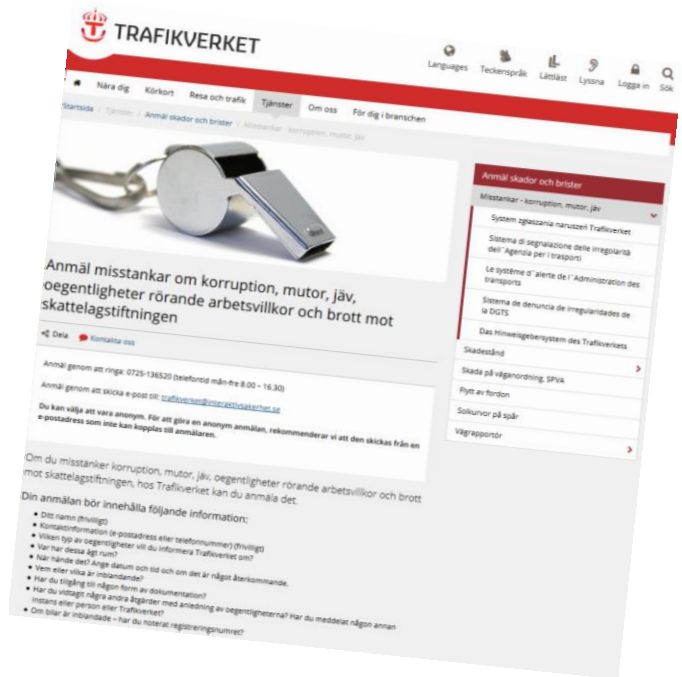 TRAFIKVERKET
Languages
Teckenspråk
Lättläst
Lyssna
Logga in
Sök
Nära dig
Körkort
Resa och trafik
Tjänster
Om oss
För dig i branschen
Startsida / Tjänster / Anmäl skador och brister / Misstankar - korruption, mutor, jäv
Anmäl misstankar om korruption, mutor, jäv,
oegentligheter rörande arbetsvillkor och brott mot
skattelagstiftningen
Dela
Kontakta oss
Anmäl genom att ringa: 0725-136520 (telefontid mån-fre 8.00 – 16.30)
Anmäl genom att skicka e-post till: trafikverket@interaktivsakerhet.se
Du kan välja att vara anonym. För att göra en anonym anmälan, rekommenderar vi att den skickas från en
e-postadress som inte kan kopplas till anmälaren.
Om du misstänker korruption, mutor, jäv, oegentligheter rörande arbetsvillkor och brott
mot skattelagstiftningen, hos Trafikverket kan du anmäla det.
Din anmälan bör innehålla följande information:
• Ditt namn (frivilligt)
• Kontaktinformation (e-postadress eller telefonnummer) (frivilligt)
• Vilken typ av oegentligheter vill du informera Trafikverket om?
• Var har dessa ägt rum?
• När hände det? Ange datum och tid och om det är något återkommande.
• Vem eller vilka är inblandande?
• Har du tillgång till någon form av dokumentation?
• Har du vidtagit några andra åtgärder med anledning av oegentligheterna? Har du meddelat någon annan
instans eller person eller Trafikverket?
• Om bilar är inblandade – har du noterat registreringsnumret?
Anmäl skador och brister
Misstankar - korruption, mutor, jäv
System zgłaszania naruszeń Trafikverket
Sistema di segnalazione delle irregolarità
dell´Agenzia per i trasporti
Le système d´alerte de l´Administration des
transports
Sistema de denuncia de irregularidades de
la DGTS
Das Hinweisgebersystem des Trafikverkets
Skadestånd
Skada på väganordning, SPVA
Flytt av fordon
Solkurvor på spår
Vägrapportör